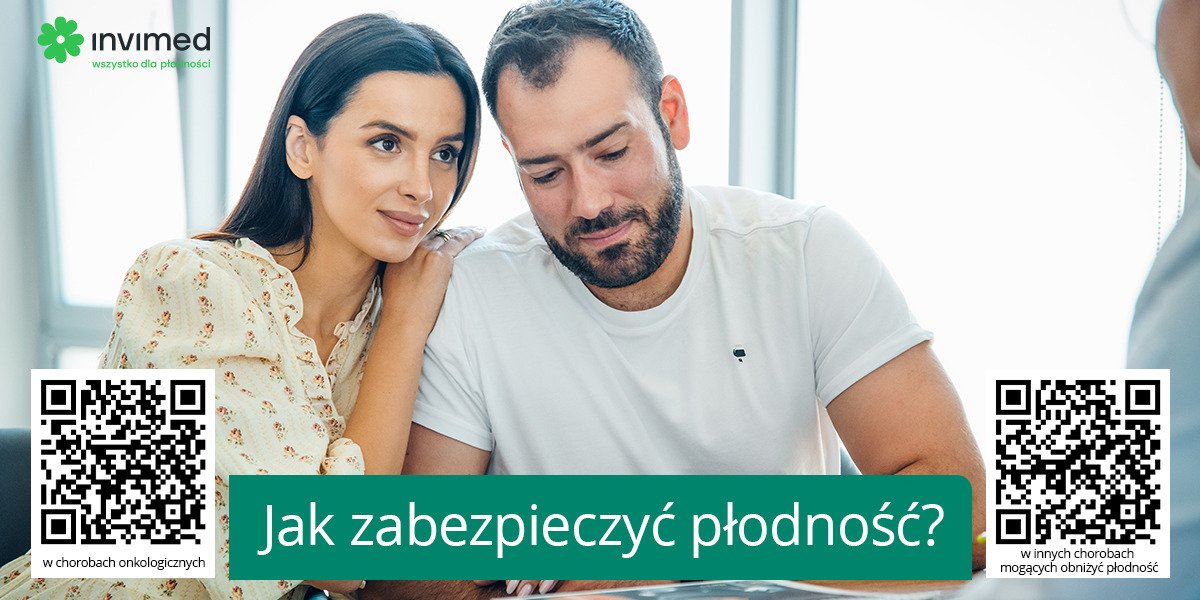 invimed
wszystko dla płodności
w chorobach onkologicznych
Jak zabezpieczyć płodność?
w innych chorobach
mogących obniżyć płodność